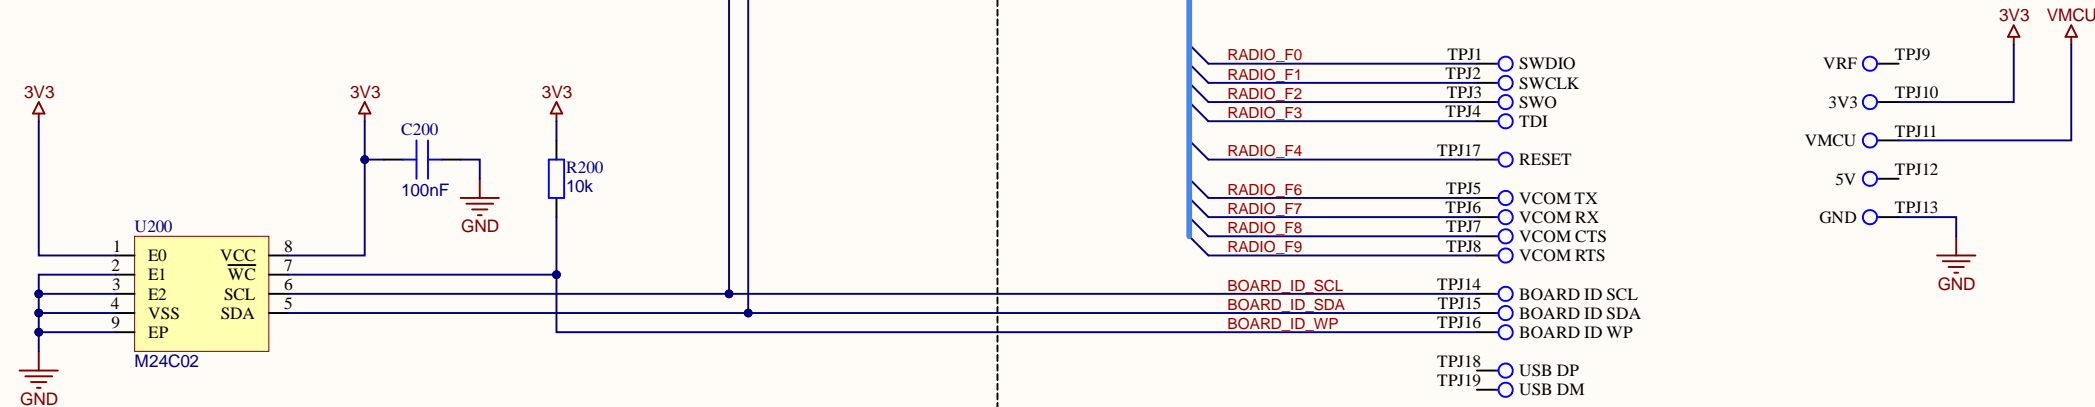 3V3 VMCU
RADIO_F0 TPJ1 SWDIO VRF TPJ9
RADIO_F1 TPJ2 SWCLK
3V3 3V3 3V3 RADIO_F2 TPJ3 SWO 3V3 TPJ10
RADIO_F3 TPJ4 TDI
C200 VMCU TPJ11
RADIO_F4 TPJ17 RESET
R200 5V TPJ12
100nF 10k RADIO_F6 TPJ5 VCOM TX
RADIO_F7 TPJ6 VCOM RX GND TPJ13
GND U200 RADIO_F8 TPJ7 VCOM CTS
1 E0 VCC 8 RADIO_F9 TPJ8 VCOM RTS
2 E1 WC 7
3 E2 SCL 6 BOARD_ID_SCL TPJ14 BOARD ID SCL GND
4 VSS SDA 5 BOARD_ID_SDA TPJ15 BOARD ID SDA
9 EP BOARD_ID_WP TPJ16 BOARD ID WP
M24C02 TPJ18 USB DP
GND TPJ19 USB DM